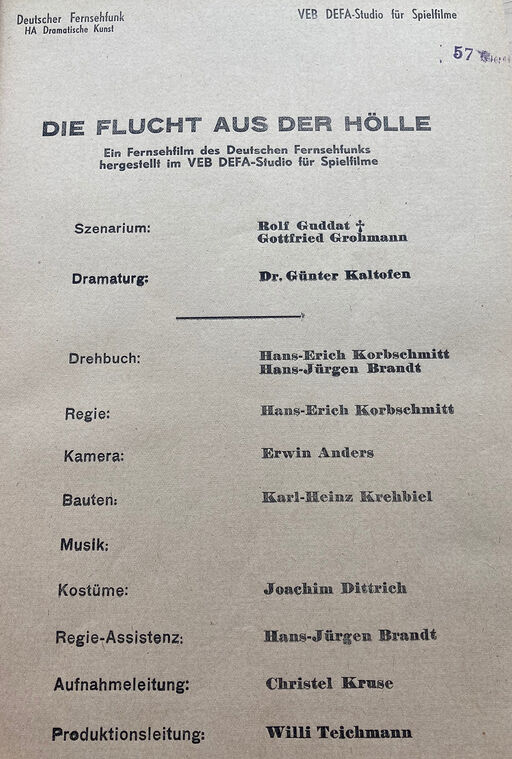 Deutscher Fernsehfunk
HA Dramatische Kunst
VEB DEFA-Studio für Spielfilme
57
DIE FLUCHT AUS DER HÖLLE
Ein Fernsehfilm des Deutschen Fernsehfunks
hergestellt im VEB DEFA-Studio für Spielfilme
Szenarium: Rolf Guddat †
Gottfried Grohmann
Dramaturg: Dr. Günter Kaltofen
Drehbuch: Hans-Erich Korbschmitt
Hans-Jürgen Brandt
Regie: Hans-Erich Korbschmitt
Kamera: Erwin Anders
Bauten: Karl-Heinz Krehbiel
Musik:
Kostüme: Joachim Dittrich
Regie-Assistenz: Hans-Jürgen Brandt
Aufnahmeleitung: Christel Kruse
Produktionsleitung: Willi Teichmann